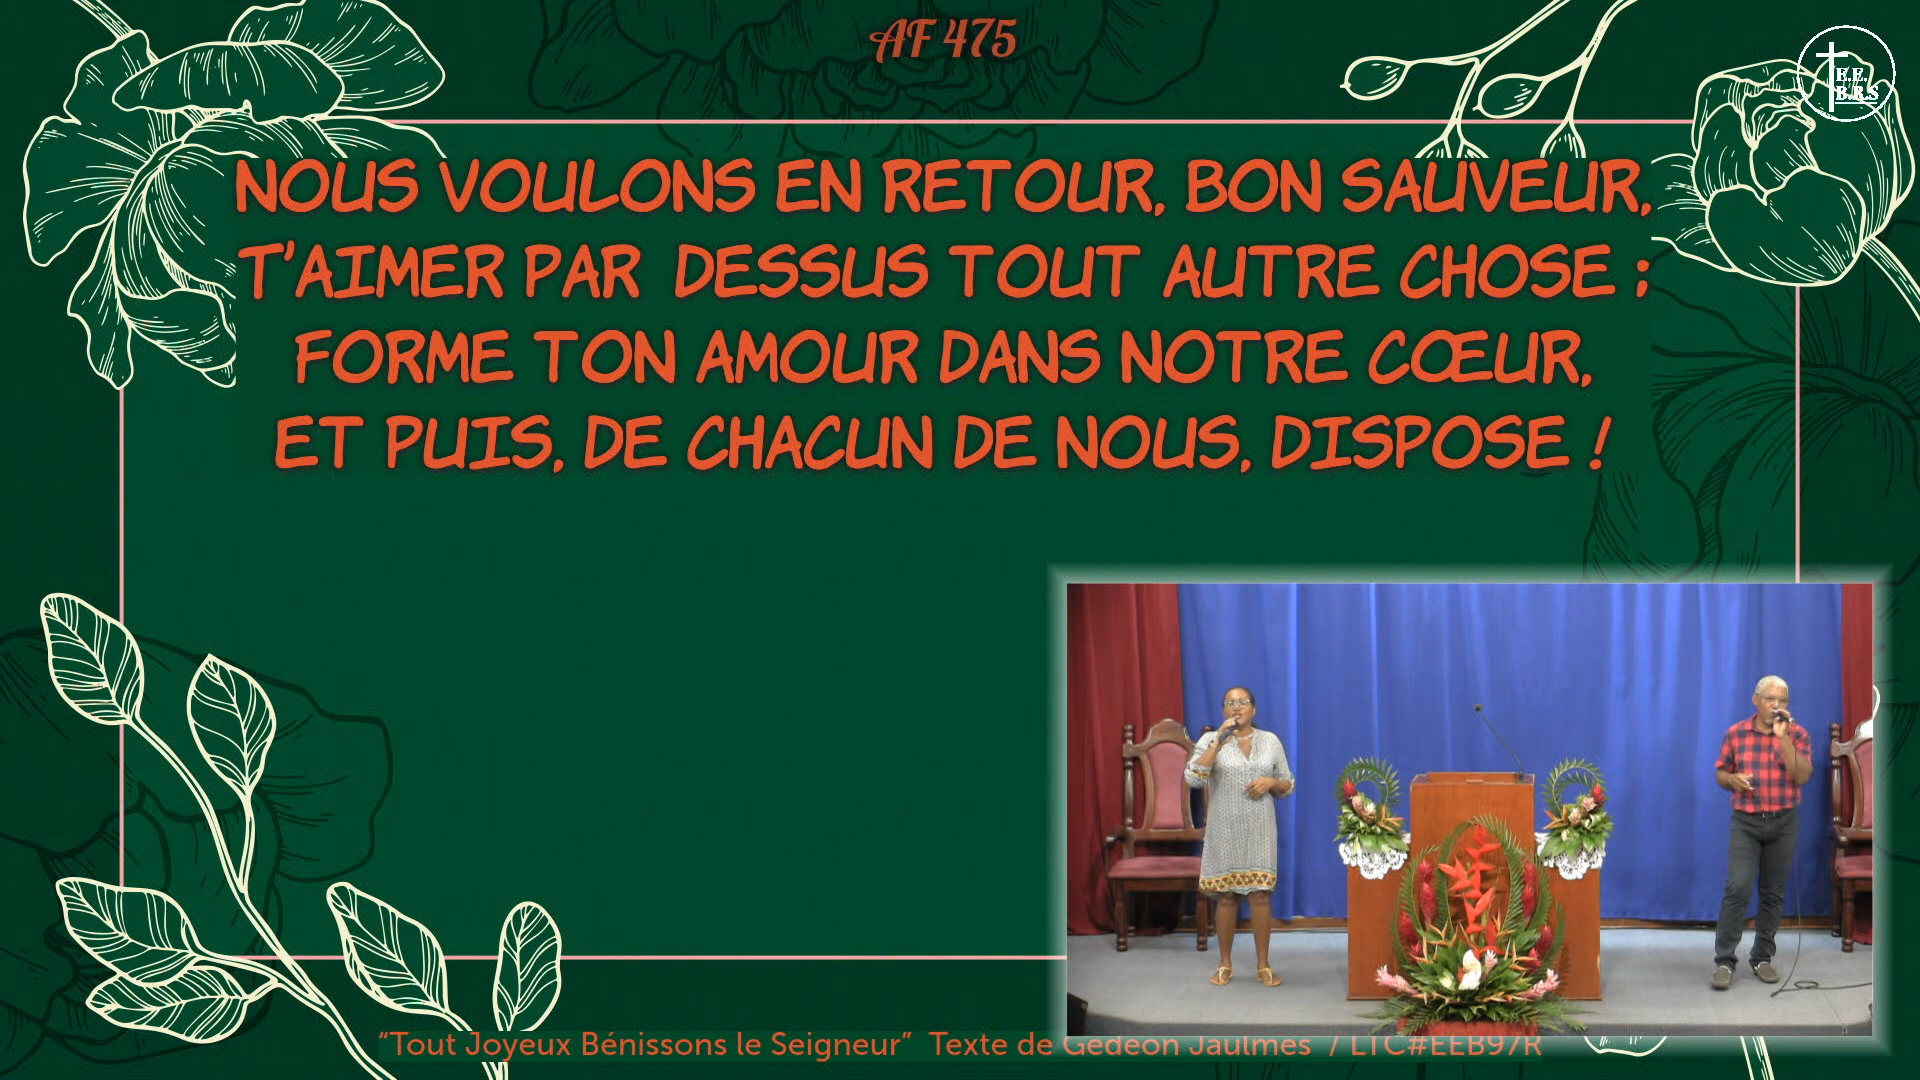 AF 475
E.E.
B.R.S
NOUS VOULONS EN RETOUR, BON SAUVEUR,
T'AIMER PAR DESSUS TOUT AUTRE CHOSE ;
FORME TON AMOUR DANS NOTRE CŒUR,
ET PUIS, DE CHACUN DE NOUS, DISPOSE !
“Tout Joyeux Bénissons le Seigneur” Texte de Gédéon Jaulmes / LTC#EEB97R